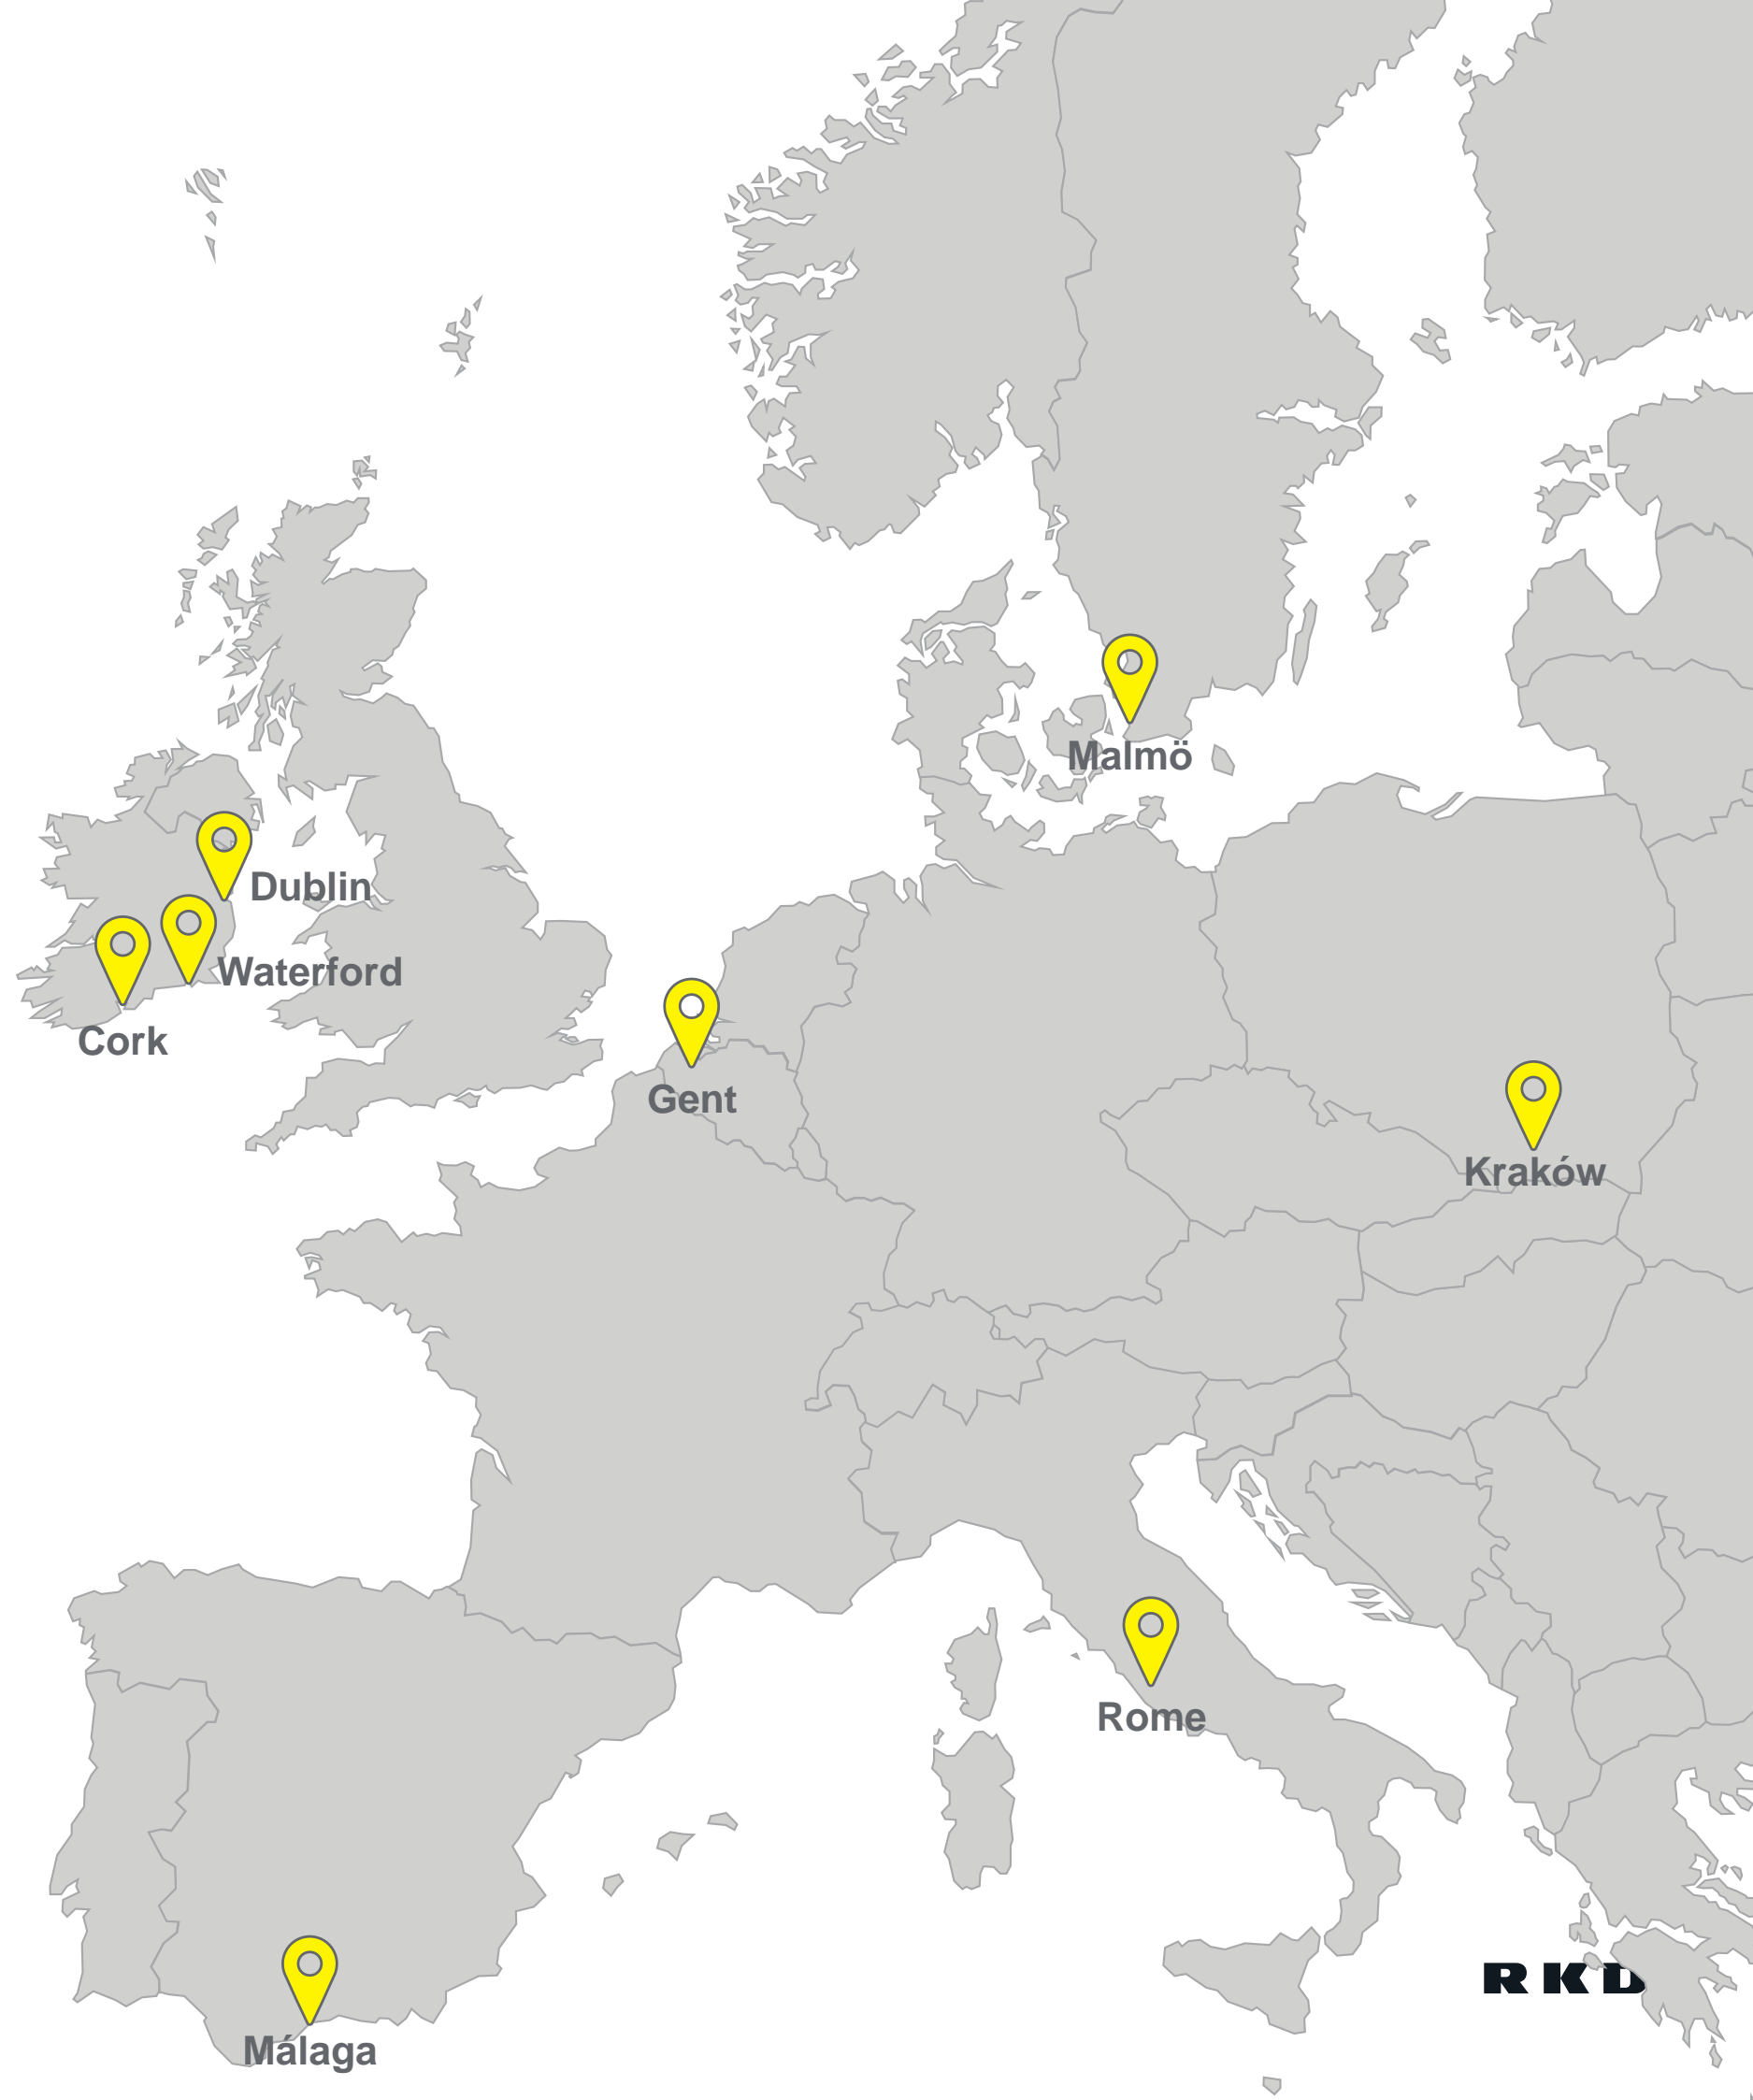 Malmö
Dublin
Waterford
Cork
Gent
Kraków
Rome
RKD
Málaga